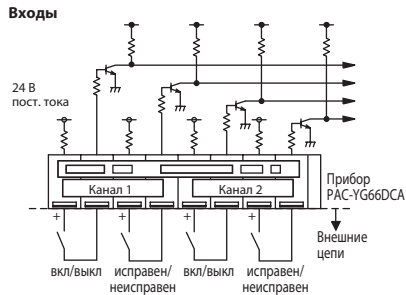 Входы
24 В
пост. тока
Канал 1
Канал 2
Прибор
PAC-YG66DCA
+
+
+
+
Внешние
цепи
вкл/выкл
исправен/
неисправен
вкл/выкл
исправен/
неисправен